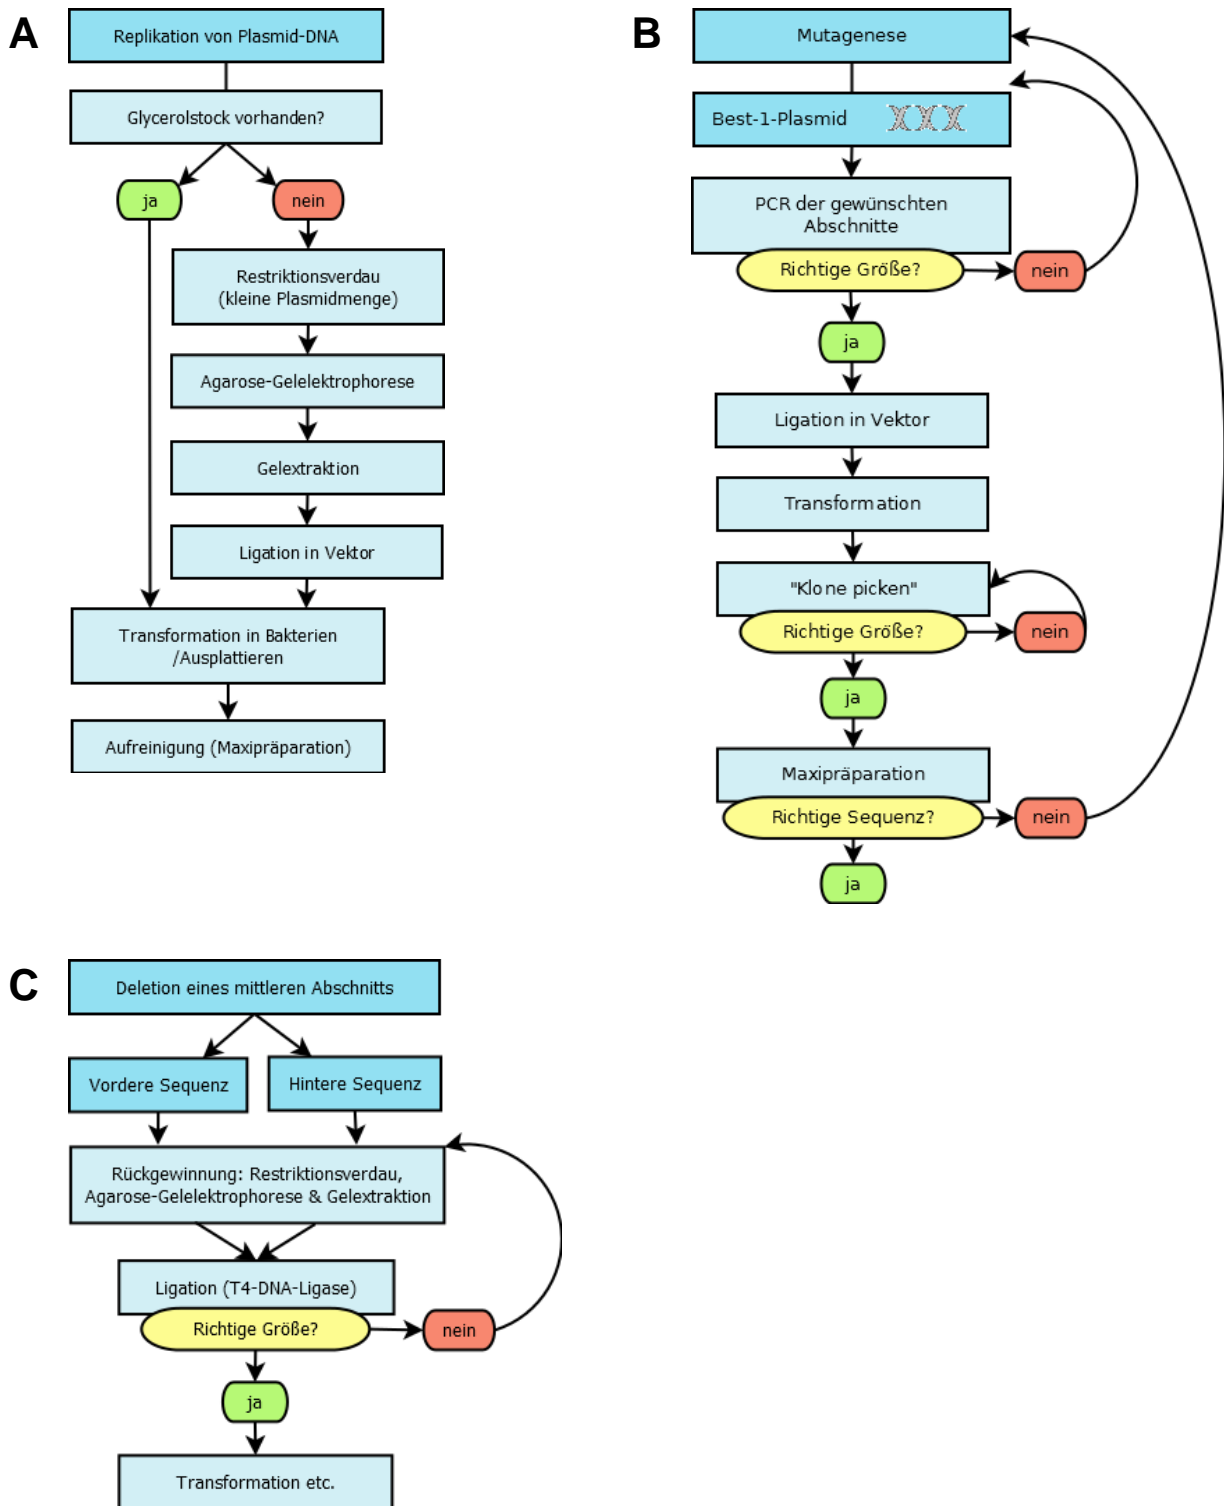 A
Replikation von Plasmid-DNA
Glycerolstock vorhanden?
ja
nein
Restriktionsverdau
(kleine Plasmidmenge)
Agarose-Gelelektrophorese
Gelextraktion
Ligation in Vektor
Transformation in Bakterien
/Ausplattieren
Aufreinigung (Maxipräparation)
B
Mutagenese
Best-1-Plasmid
PCR der gewünschten
Abschnitte
Richtige Größe?
nein
ja
Ligation in Vektor
Transformation
"Klone picken"
Richtige Größe?
nein
ja
Maxipräparation
Richtige Sequenz?
nein
ja
C
Deletion eines mittleren Abschnitts
Vordere Sequenz
Hintere Sequenz
Rückgewinnung: Restriktionsverdau,
Agarose-Gelelektrophorese & Gelextraktion
Ligation (T4-DNA-Ligase)
Richtige Größe?
nein
ja
Transformation etc.